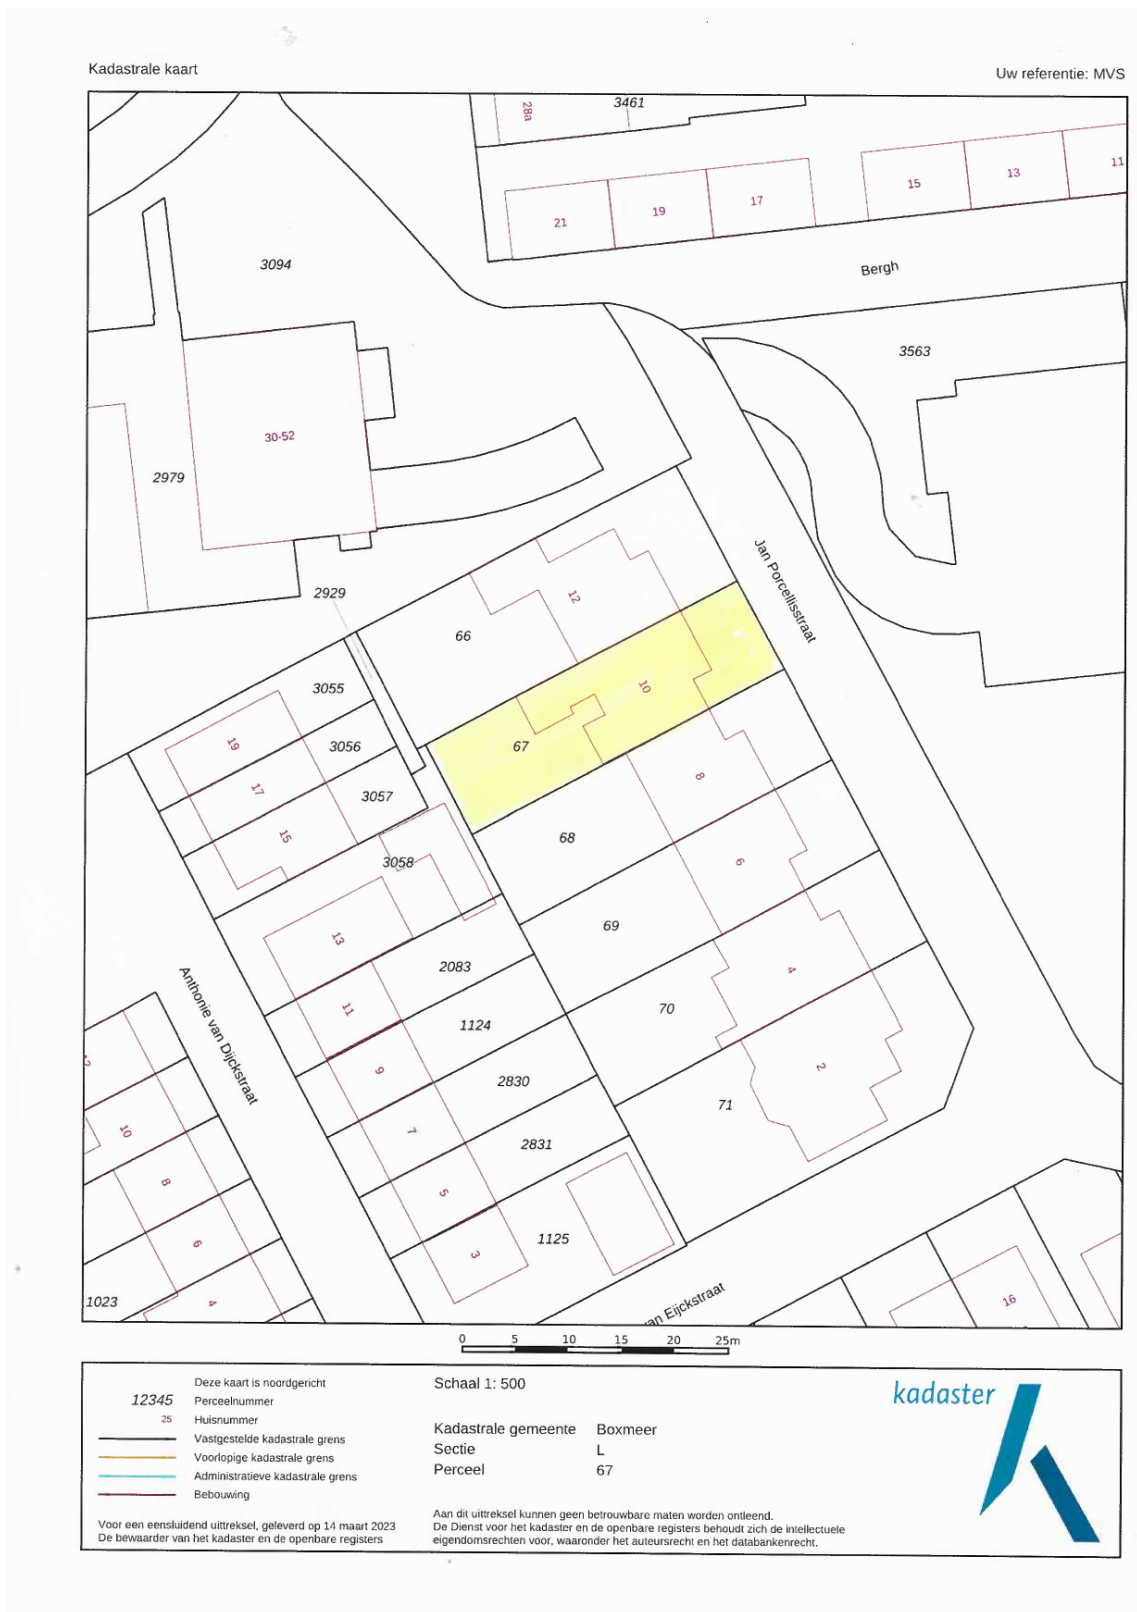 Kadastrale kaart
Uw referentie: MVS
28a
3461
21
19
17
15
13
11
Bergh
3094
3563
30-52
2979
Jan Porcellisstraat
2929
12
66
10
67
3055
19
3056
17
3057
15
8
68
3058
6
69
13
2083
4
70
11
1124
2
Anthonie van Dijckstraat
9
2830
71
7
2831
10
5
1125
8
3
6
4
1023
van Eijckstraat
16
0 5 10 15 20 25m
Deze kaart is noordgericht
12345 Perceelnummer
25 Huisnummer
Vastgestelde kadastrale grens
Voorlopige kadastrale grens
Administratieve kadastrale grens
Bebouwing
Voor een eensluidend uittreksel, geleverd op 14 maart 2023
De bewaarder van het kadaster en de openbare registers
Schaal 1: 500
Kadastrale gemeente Boxmeer
Sectie L
Perceel 67
Aan dit uittreksel kunnen geen betrouwbare maten worden ontleend.
De Dienst voor het kadaster en de openbare registers behoudt zich de intellectuele
eigendomsrechten voor, waaronder het auteursrecht en het databankenrecht.
kadaster